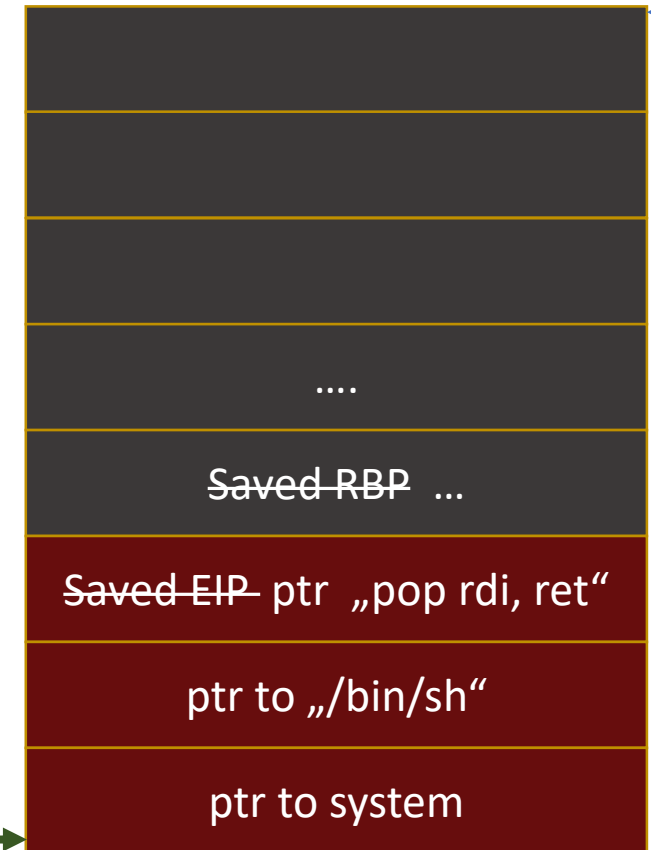 ….
Saved RBP …
Saved EIP ptr „pop rdi, ret“
ptr to „/bin/sh“
ptr to system